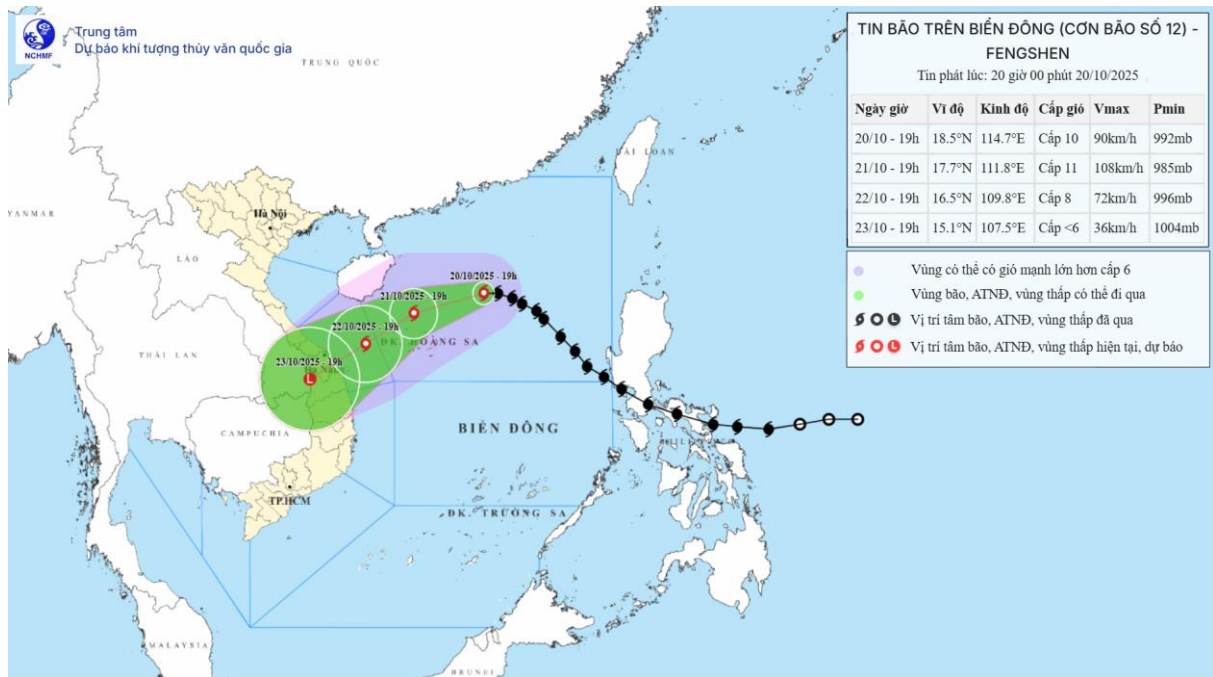 Trung tâm
Dự báo khí tượng thủy văn quốc gia
NCHMF
TIN BÃO TRÊN BIỂN ĐÔNG (CƠN BÃO SỐ 12) -
FENGSHEN
Tin phát lúc: 20 giờ 00 phút 20/10/2025
Ngày giờ Vĩ độ Kinh độ Cấp gió Vmax Pmin
20/10 - 19h 18.5°N 114.7°E Cấp 10 90km/h 992mb
21/10 - 19h 17.7°N 111.8°E Cấp 11 108km/h 985mb
22/10 - 19h 16.5°N 109.8°E Cấp 8 72km/h 996mb
23/10 - 19h 15.1°N 107.5°E Cấp <6 36km/h 1004mb
Vùng có thể có gió mạnh lớn hơn cấp 6
Vùng bão, ATNĐ, vùng thấp có thể đi qua
Vị trí tâm bão, ATNĐ, vùng thấp đã qua
L
Vị trí tâm bão, ATNĐ, vùng thấp hiện tại, dự báo
L
TRUNG QUỐC
ĐÀI LOAN
YANMAR
Hà Nội
LÀO
20/10/2025 - 19h
21/10/2025 - 19h
22/10/2025 - 19h
ĐK. HOÀNG SA
THÁI LAN
23/10/2025 - 19h
L
CAMPUCHIA
BIỂN ĐÔNG
TP.HCM
ĐK. TRƯỜNG SA
MALAYSIA
BRUNEI